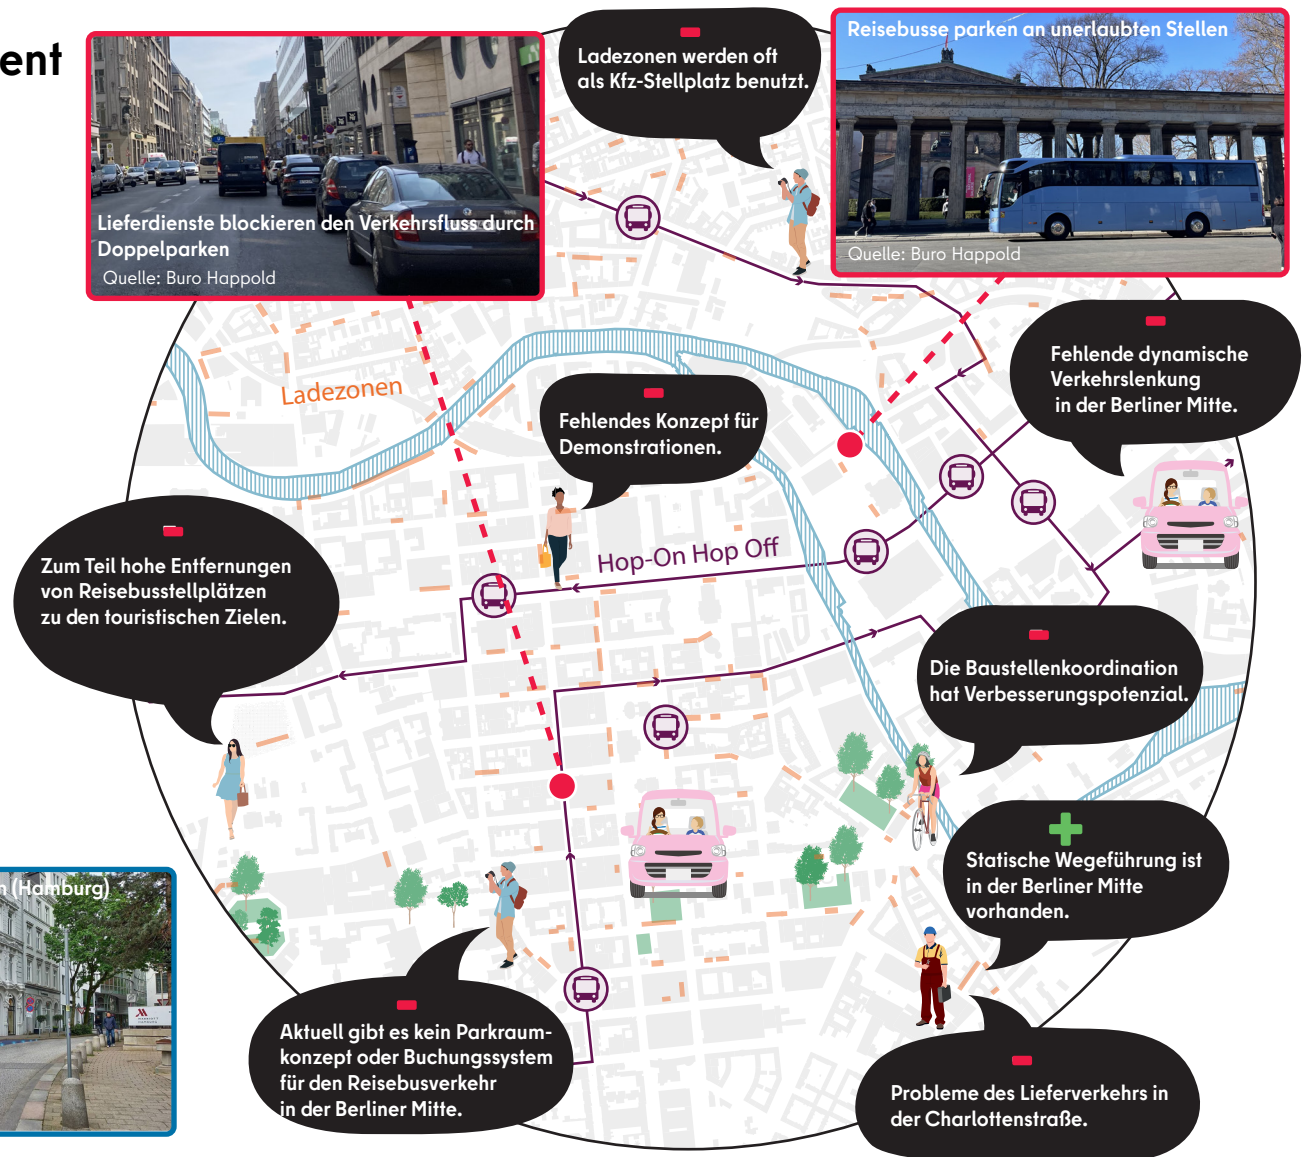 ent
Lieferdienste blockieren den Verkehrsfluss durch
Doppelparken
Quelle: Buro Happold
Ladezonen werden oft
als Kfz-Stellplatz benutzt.
Reisebusse parken an unerlaubten Stellen
Quelle: Buro Happold
Fehlende dynamische
Verkehrslenkung
in der Berliner Mitte.
Ladezonen
Fehlendes Konzept für
Demonstrationen.
Hop-On Hop Off
Zum Teil hohe Entfernungen
von Reisebusstellplätzen
zu den touristischen Zielen.
Die Baustellenkoordination
hat Verbesserungspotenzial.
Statische Wegeführung ist
in der Berliner Mitte
vorhanden.
n (Hamburg)
Aktuell gibt es kein Parkraum-
konzept oder Buchungssystem
für den Reisebusverkehr
in der Berliner Mitte.
Probleme des Lieferverkehrs in
der Charlottenstraße.